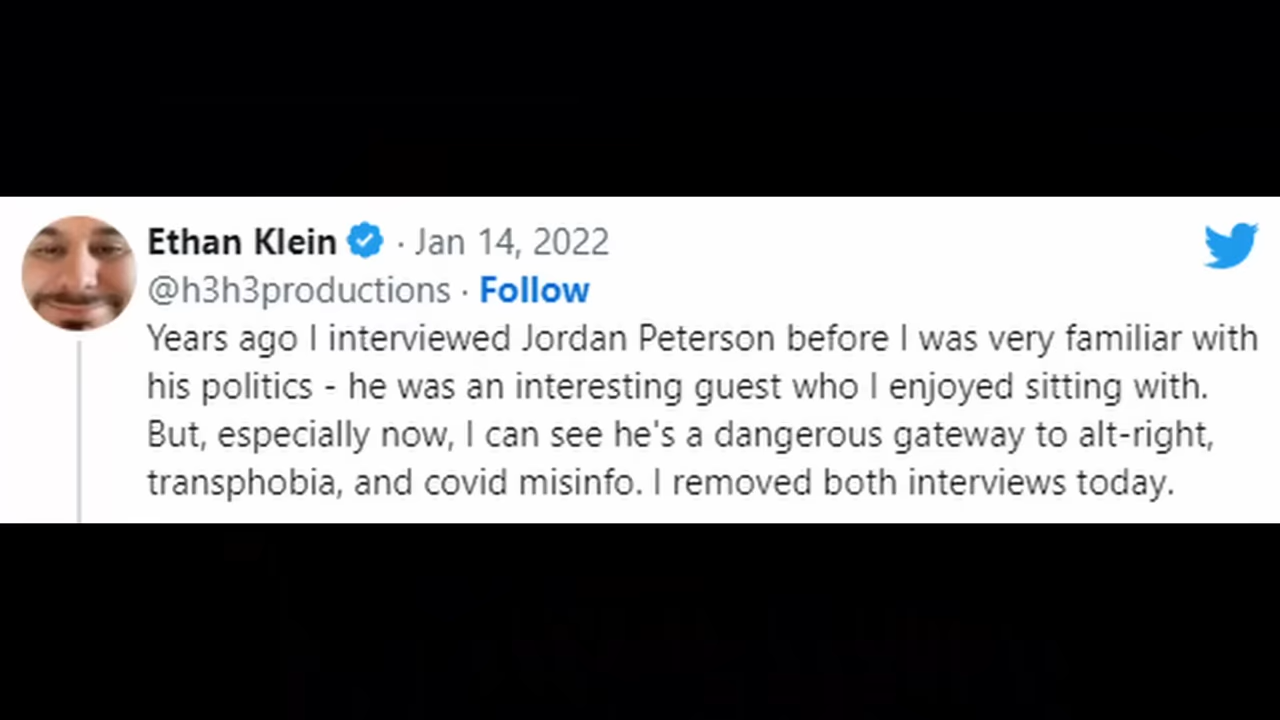 Ethan Klein · Jan 14, 2022
@h3h3productions · Follow
Years ago I interviewed Jordan Peterson before I was very familiar with
his politics - he was an interesting guest who I enjoyed sitting with.
But, especially now, I can see he's a dangerous gateway to alt-right,
transphobia, and covid misinfo. I removed both interviews today.